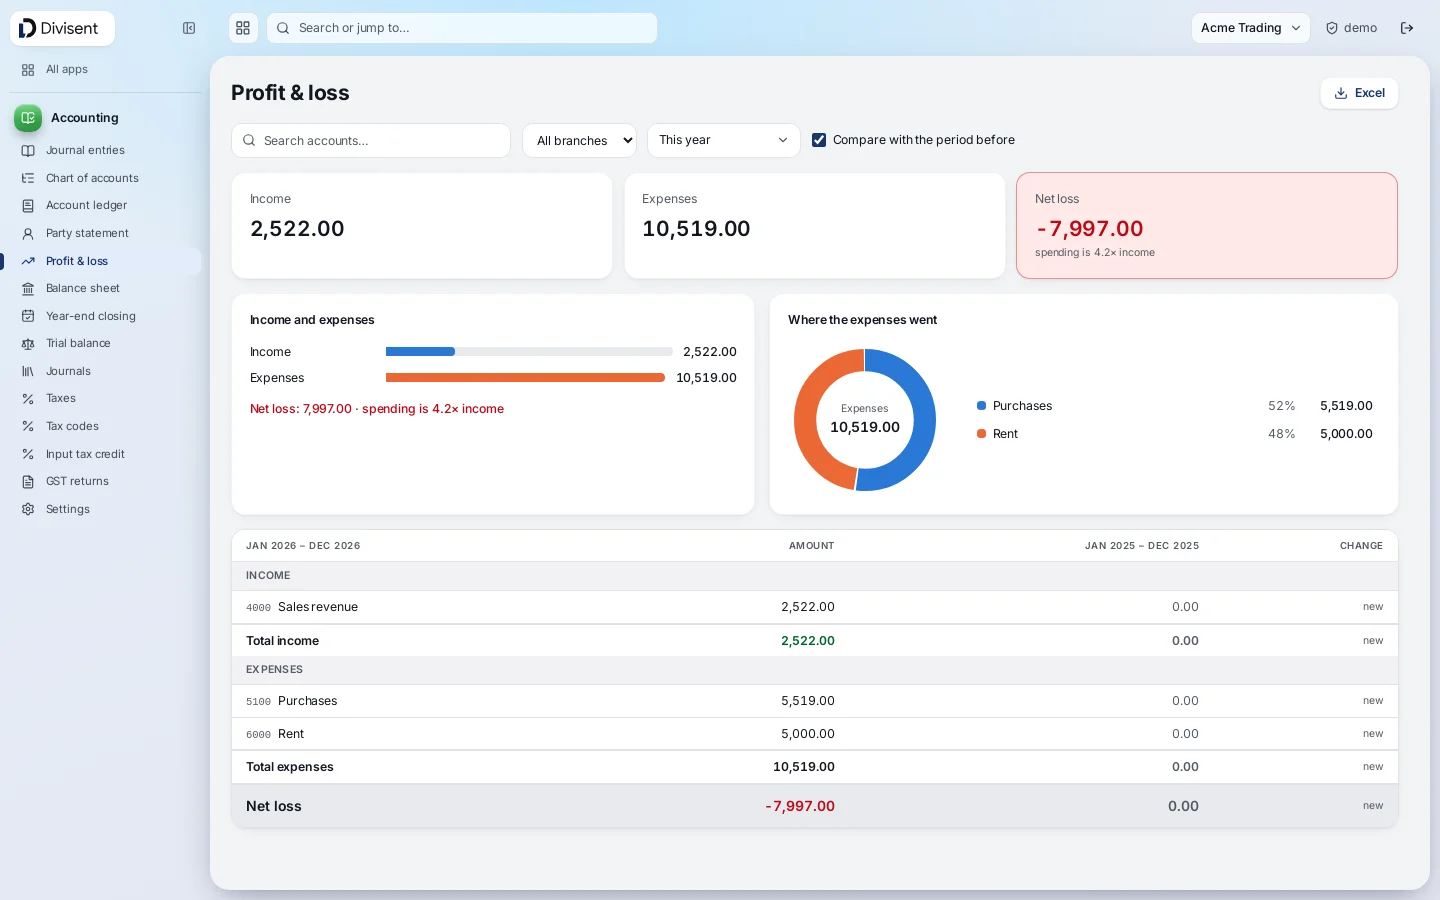 Divisent
Search or jump to...
Acme Trading
demo
All apps
Accounting
Journal entries
Chart of accounts
Account ledger
Party statement
Profit & loss
Balance sheet
Year-end closing
Trial balance
Journals
Taxes
Tax codes
Input tax credit
GST returns
Settings
Profit & loss
Excel
Search accounts...
All branches
This year
Compare with the period before
Income
2,522.00
Expenses
10,519.00
Net loss
-7,997.00
spending is 4.2× income
Income and expenses
Income 2,522.00
Expenses 10,519.00
Net loss: 7,997.00 · spending is 4.2× income
Where the expenses went
Expenses
10,519.00
Purchases 52% 5,519.00
Rent 48% 5,000.00
JAN 2026 – DEC 2026 AMOUNT JAN 2025 – DEC 2025 CHANGE
INCOME
4000 Sales revenue 2,522.00 0.00 new
Total income 2,522.00 0.00 new
EXPENSES
5100 Purchases 5,519.00 0.00 new
6000 Rent 5,000.00 0.00 new
Total expenses 10,519.00 0.00 new
Net loss -7,997.00 0.00 new